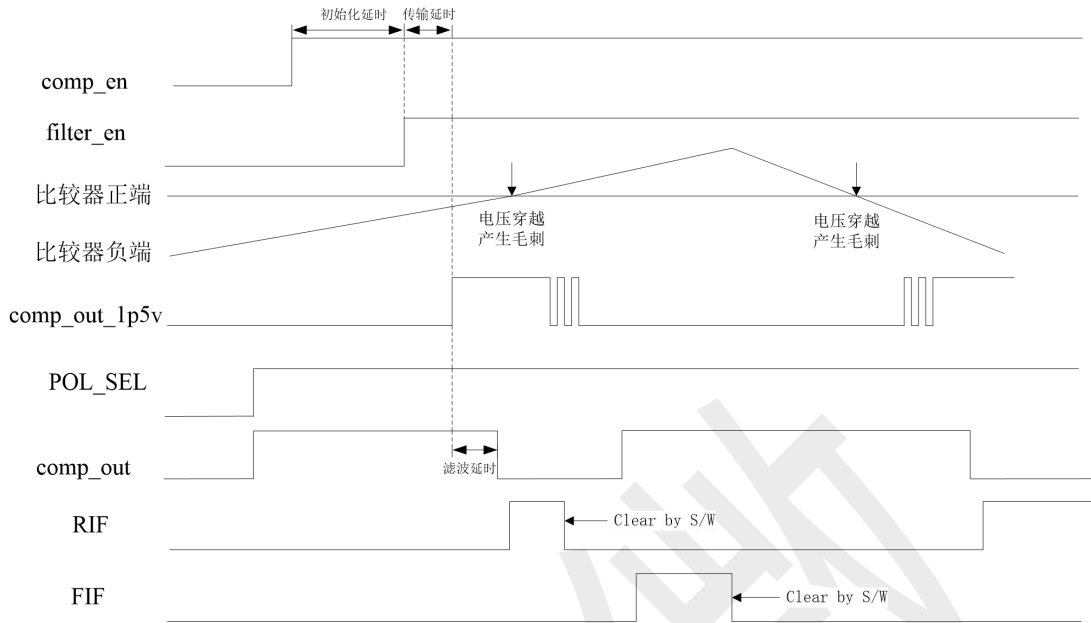 初始化延时
传输延时
comp_en
filter_en
比较器正端
电压穿越
产生毛刺
电压穿越
产生毛刺
比较器负端
comp_out_1p5v
POL_SEL
comp_out
滤波延时
RIF
Clear by S/W
FIF
Clear by S/W